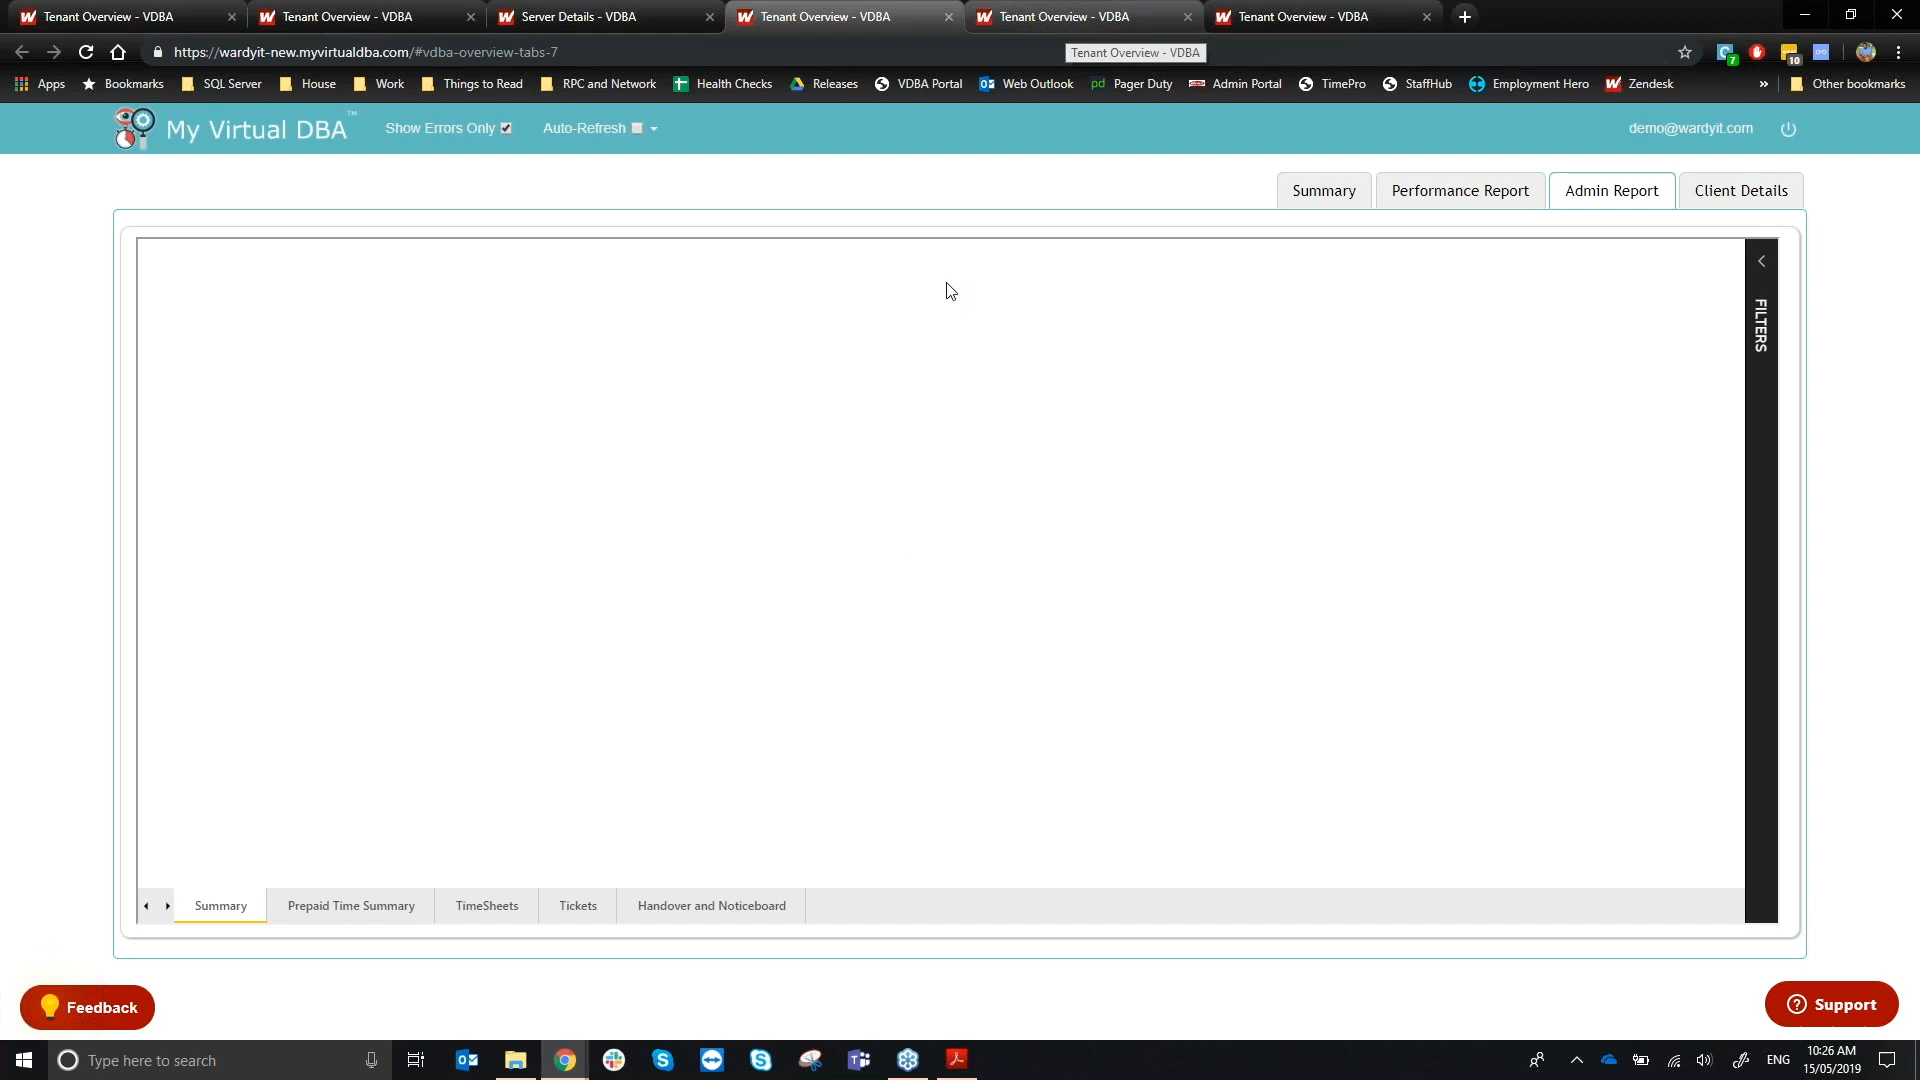 Tenant Overview - VDBA
Tenant Overview - VDBA
Server Details - VDBA
Tenant Overview - VDBA
Tenant Overview - VDBA
Tenant Overview - VDBA
https://wardyit-new.myvirtualdba.com/#vdba-overview-tabs-7
Tenant Overview - VDBA
7
10
Apps
Bookmarks
SQL Server
House
Work
Things to Read
RPC and Network
Health Checks
Releases
VDBA Portal
Web Outlook
pd Pager Duty
Admin Portal
TimePro
StaffHub
Employment Hero
Zendesk
»
Other bookmarks
My Virtual DBA™
Show Errors Only
Auto-Refresh
demo@wardyit.com
Summary
Performance Report
Admin Report
Client Details
FILTERS
Summary
Prepaid Time Summary
TimeSheets
Tickets
Handover and Noticeboard
Feedback
Support
Type here to search
ENG
10:26 AM
15/05/2019